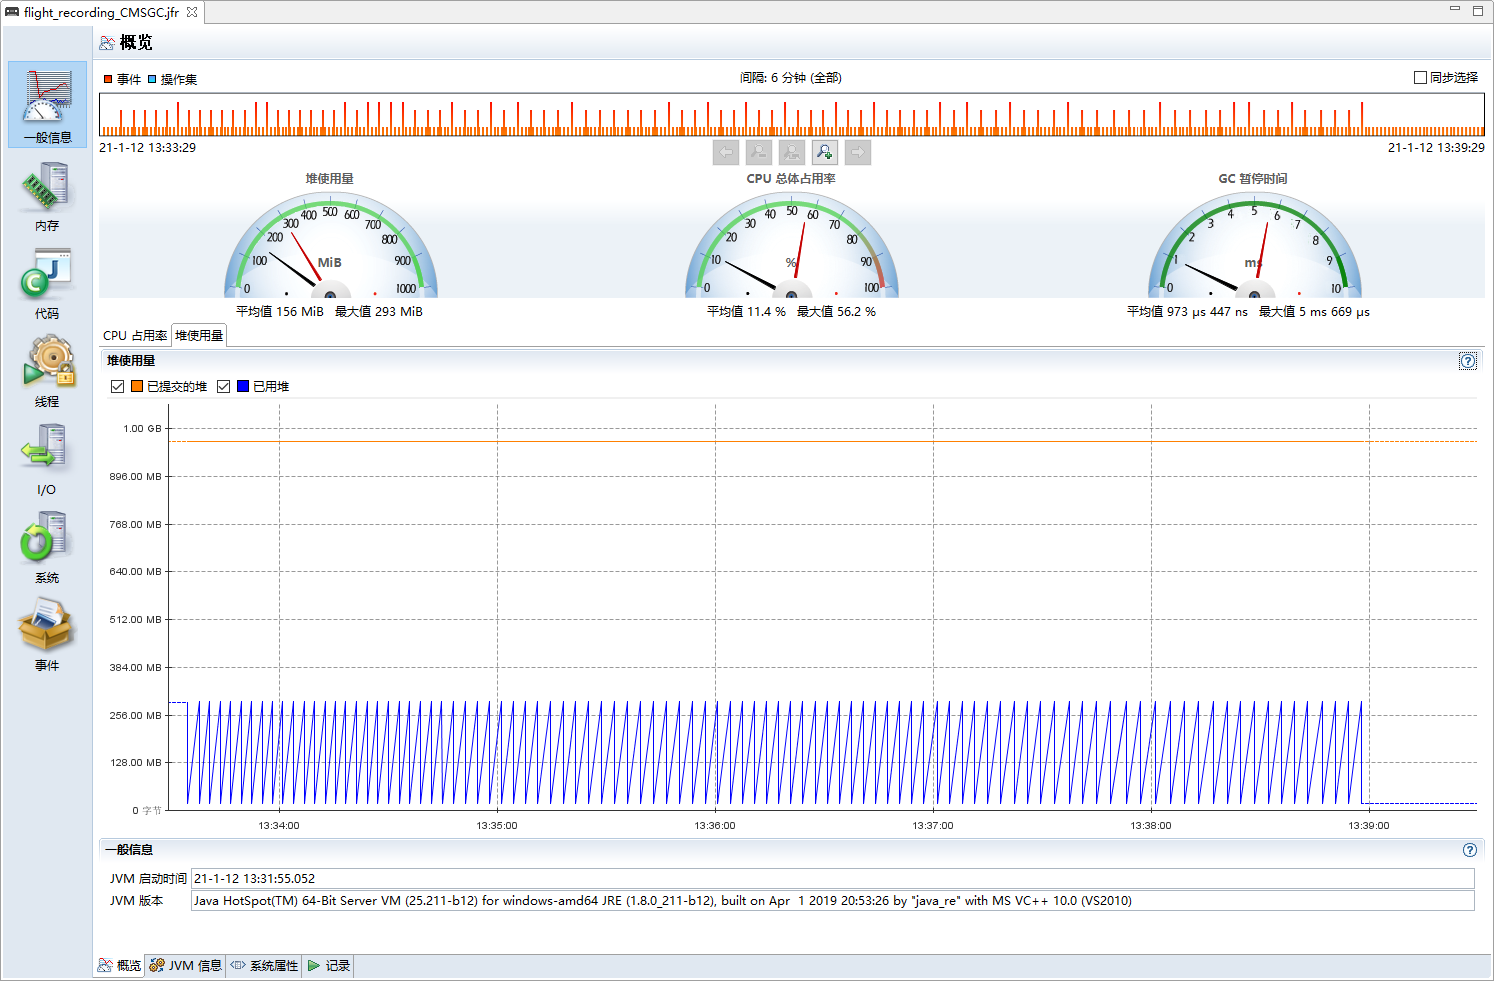 flight_recording_CMSGC.jfr
概览
事件 操作集 间隔: 6 分钟 (全部) 同步选择
21-1-12 13:33:29 21-1-12 13:39:29
一般信息
内存
代码
线程
I/O
系统
事件
堆使用量
0 100 200 300 400 500 600 700 800 900 1000
MiB
平均值 156 MiB 最大值 293 MiB
CPU 总体占用率
0 10 20 30 40 50 60 70 80 90 100
%
平均值 11.4 % 最大值 56.2 %
GC 暂停时间
0 1 2 3 4 5 6 7 8 9 10
ms
平均值 973 μs 447 ns 最大值 5 ms 669 μs
CPU 占用率 堆使用量
堆使用量
已提交的堆 已用堆
1.00 GB
896.00 MB
768.00 MB
640.00 MB
512.00 MB
384.00 MB
256.00 MB
128.00 MB
0 字节
13:34:00 13:35:00 13:36:00 13:37:00 13:38:00 13:39:00
一般信息
JVM 启动时间 21-1-12 13:31:55.052
JVM 版本 Java HotSpot(TM) 64-Bit Server VM (25.211-b12) for windows-amd64 JRE (1.8.0_211-b12), built on Apr  1 2019 20:53:26 by "java_re" with MS VC++ 10.0 (VS2010)
概览 JVM 信息 系统属性 记录